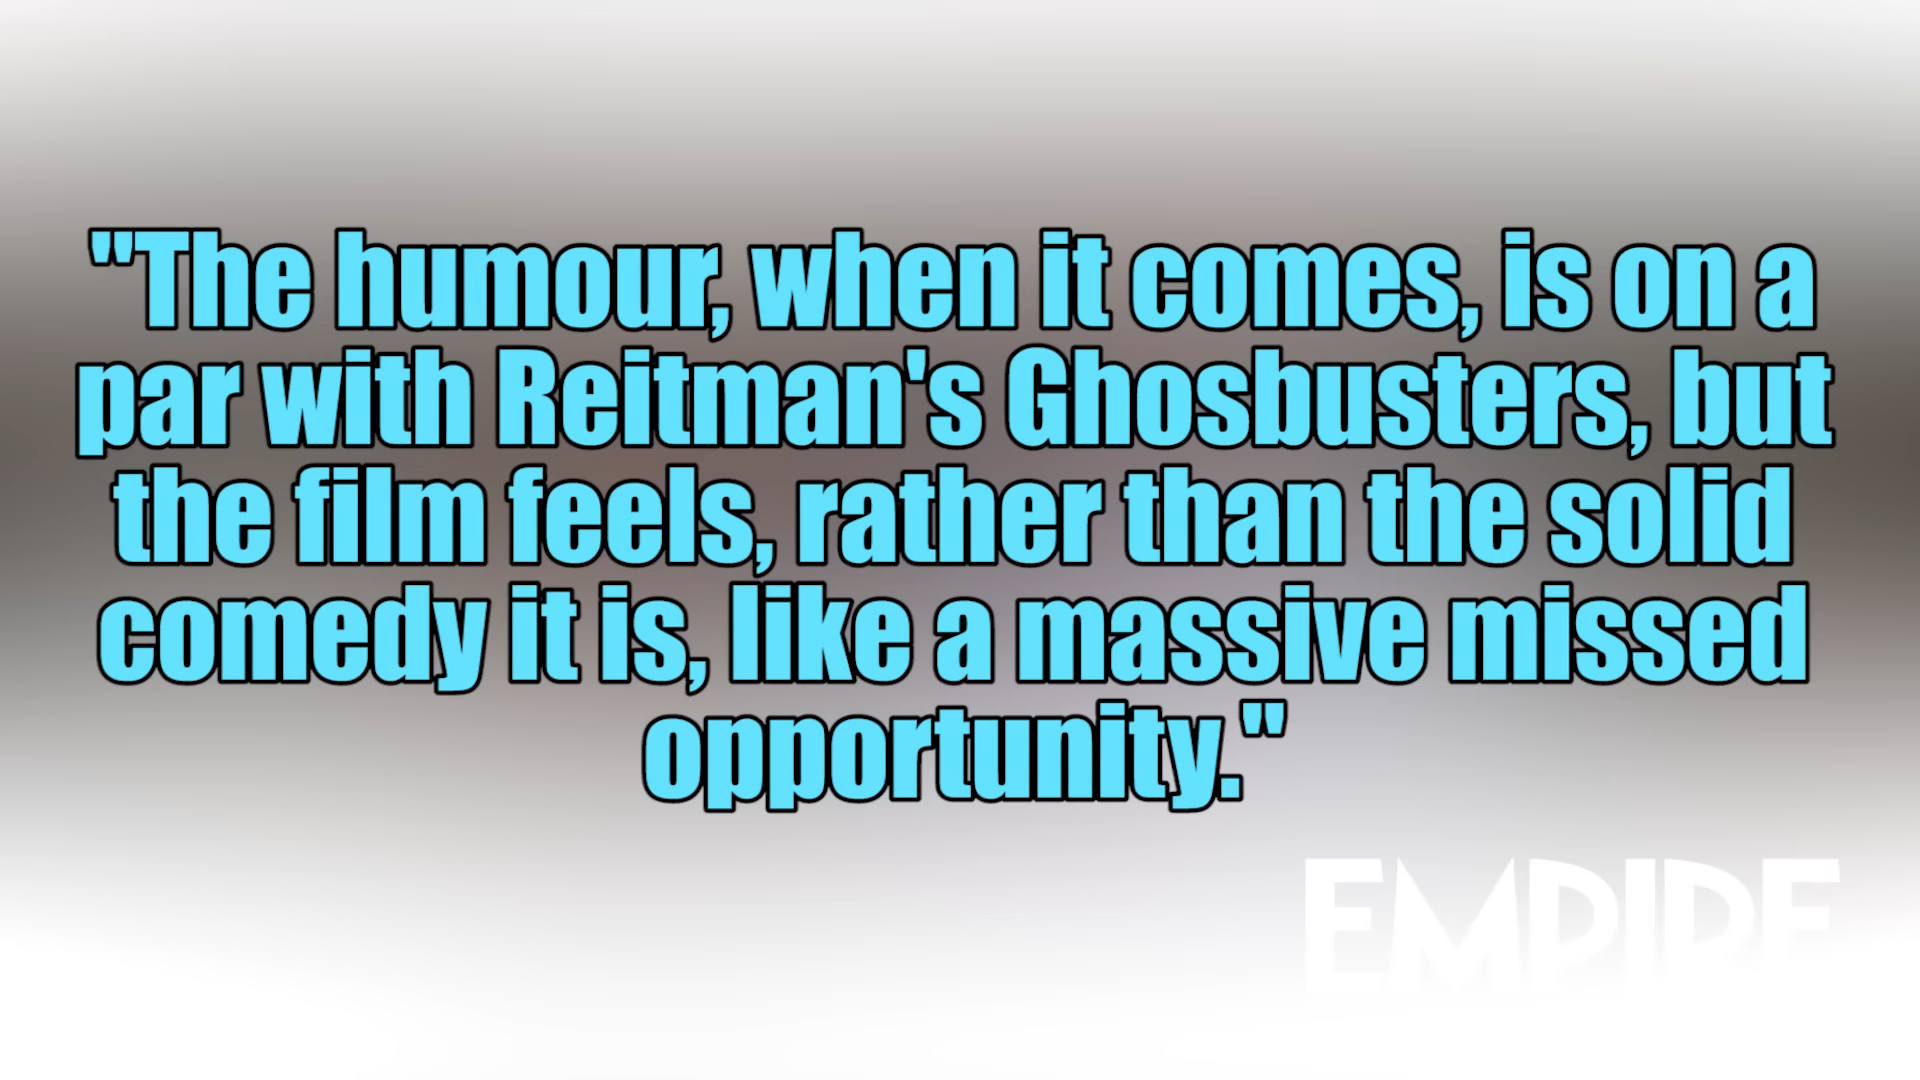 "The humour, when it comes, is on a
par with Reitman's Ghosbusters, but
the film feels, rather than the solid
comedy it is, like a massive missed
opportunity."
EMPIRE